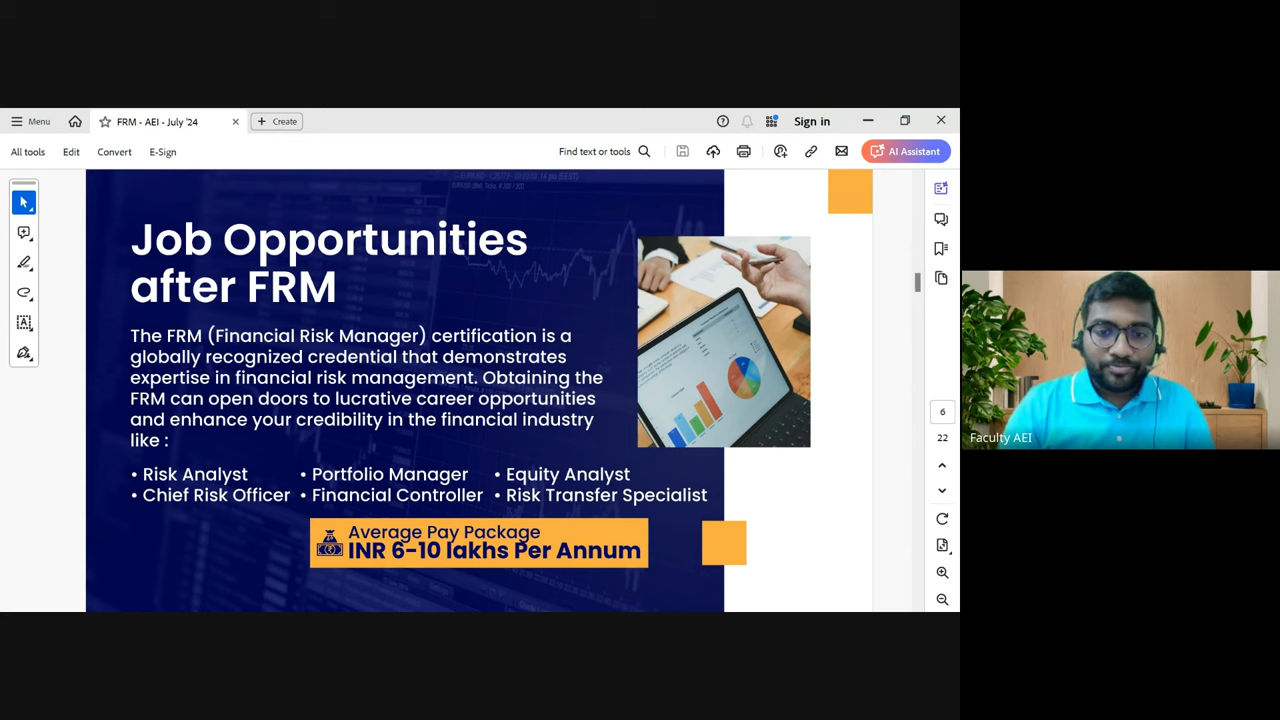 Menu
FRM - AEI - July '24
Create
Sign in
All tools
Edit
Convert
E-Sign
Find text or tools
AI Assistant
Job Opportunities
after FRM
The FRM (Financial Risk Manager) certification is a
globally recognized credential that demonstrates
expertise in financial risk management. Obtaining the
FRM can open doors to lucrative career opportunities
and enhance your credibility in the financial industry
like :
• Risk Analyst • Portfolio Manager • Equity Analyst
• Chief Risk Officer • Financial Controller • Risk Transfer Specialist
Average Pay Package
INR 6-10 lakhs Per Annum
6
22
Faculty AEI